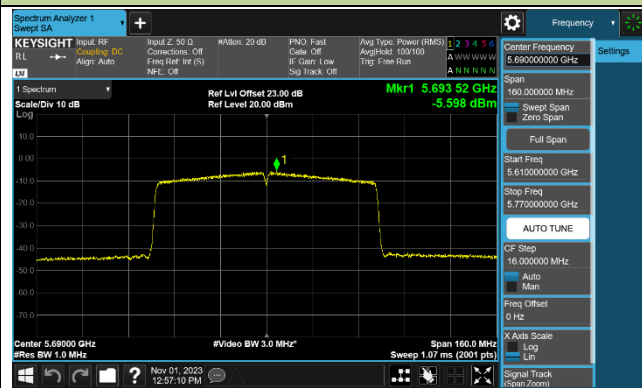 Spectrum Analyzer 1
Swept SA
Frequency
KEYSIGHT
Input: RF
Input Z: 50 Ω
#Atten: 20 dB
PNO: Fast
Avg Type: Power (RMS)
1 2 3 4 5 6
RL
Coupling: DC
Corrections: Off
Gate: Off
Avg|Hold: 100/100
A W W W W W
Align: Auto
Freq Ref: Int (S)
IF Gain: Low
Trig: Free Run
NFE: Off
Sig Track: Off
A N N N N N
LXI
Center Frequency
5.690000000 GHz
Settings
Span
160.000000 MHz
Swept Span
Zero Span
Full Span
Start Freq
5.610000000 GHz
Stop Freq
5.770000000 GHz
AUTO TUNE
CF Step
16.000000 MHz
Auto
Man
Freq Offset
0 Hz
X Axis Scale
Log
Lin
Signal Track
(Span Zoom)
1 Spectrum
Ref Lvl Offset 23.00 dB
Mkr1 5.693 52 GHz
Scale/Div 10 dB
Ref Level 20.00 dBm
-5.598 dBm
Log
10.0
0.00
1
-10.0
-20.0
-30.0
-40.0
-50.0
-60.0
-70.0
Center 5.69000 GHz
#Video BW 3.0 MHz*
Span 160.0 MHz
#Res BW 1.0 MHz
Sweep 1.07 ms (2001 pts)
Nov 01, 2023
12:57:10 PM